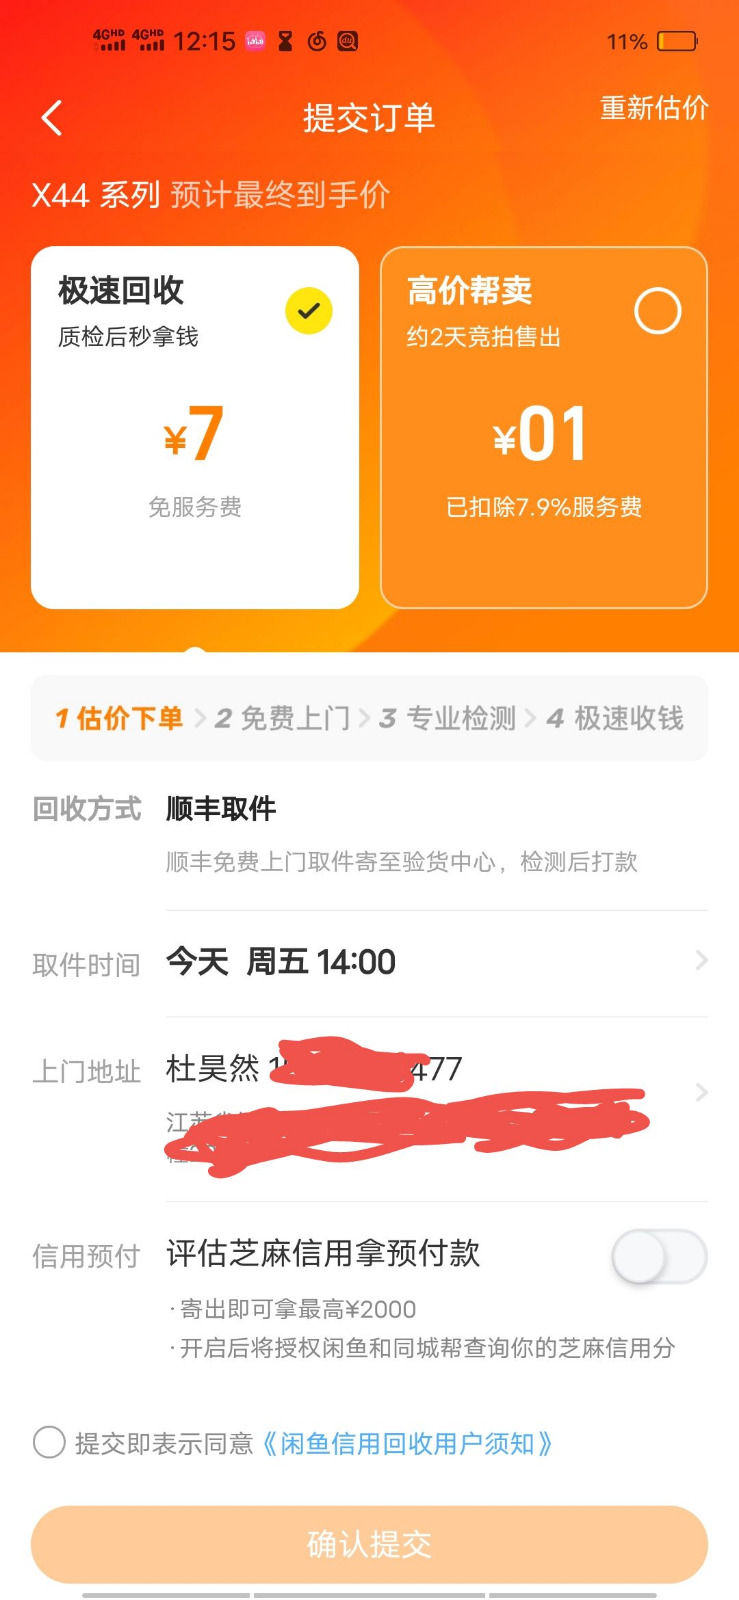 4GHD 4GHD 12:15 11%
提交订单
重新估价
X44 系列 预计最终到手价
极速回收
质检后秒拿钱
¥7
免服务费
高价帮卖
约2天竞拍售出
¥01
已扣除7.9%服务费
1 估价下单 2 免费上门 3 专业检测 4 极速收钱
回收方式 顺丰取件
顺丰免费上门取件寄至验货中心，检测后打款
取件时间 今天 周五 14:00
上门地址 杜昊然 1 477
江苏
信用预付 评估芝麻信用拿预付款
·寄出即可拿最高¥2000
·开启后将授权闲鱼和同城帮查询你的芝麻信用分
提交即表示同意《闲鱼信用回收用户须知》
确认提交